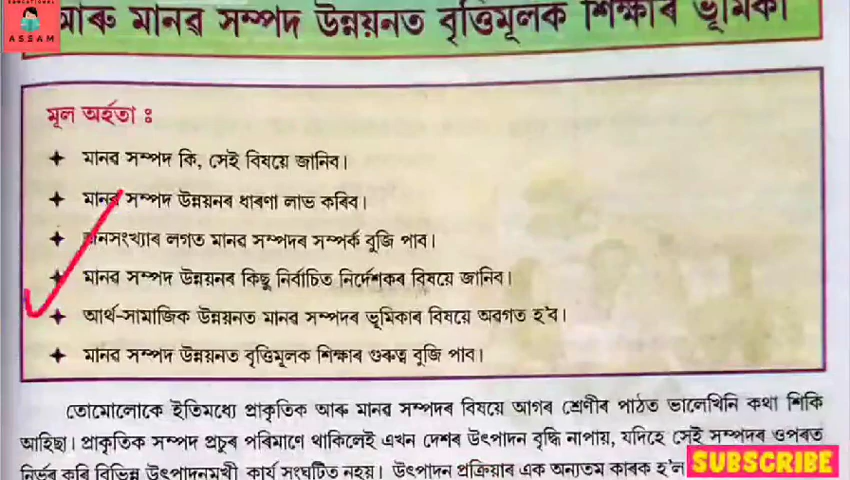 EDUCATIONAL
ASSAM
আৰু মানৱ সম্পদ উন্নয়নত বৃত্তিমূলক শিক্ষাৰ ভূমিকা
মূল অৰ্হতা :
মানৱ সম্পদ কি, সেই বিষয়ে জানিব।
মানৱ সম্পদ উন্নয়নৰ ধাৰণা লাভ কৰিব।
জনসংখ্যাৰ লগত মানৱ সম্পদৰ সম্পৰ্ক বুজি পাব।
মানৱ সম্পদ উন্নয়নৰ কিছু নিৰ্বাচিত নিৰ্দেশকৰ বিষয়ে জানিব।
আৰ্থ-সামাজিক উন্নয়নত মানৱ সম্পদৰ ভূমিকাৰ বিষয়ে অৱগত হ'ব।
মানৱ সম্পদ উন্নয়নত বৃত্তিমূলক শিক্ষাৰ গুৰুত্ব বুজি পাব।
তোমোলোকে ইতিমধ্যে প্ৰাকৃতিক আৰু মানৱ সম্পদৰ বিষয়ে আগৰ শ্ৰেণীৰ পাঠত ভালেখিনি কথা শিকি
আহিছা। প্ৰাকৃতিক সম্পদ প্ৰচুৰ পৰিমাণে থাকিলেই এখন দেশৰ উৎপাদন বৃদ্ধি নাপায়, যদিহে সেই সম্পদৰ ওপৰত
নিৰ্ভৰ কৰি বিভিন্ন উৎপাদনমুখী কাৰ্য সংঘটিত নহয়। উৎপাদন প্ৰক্ৰিয়াৰ এক অন্যতম কাৰক হ'ল
SUBSCRIBE